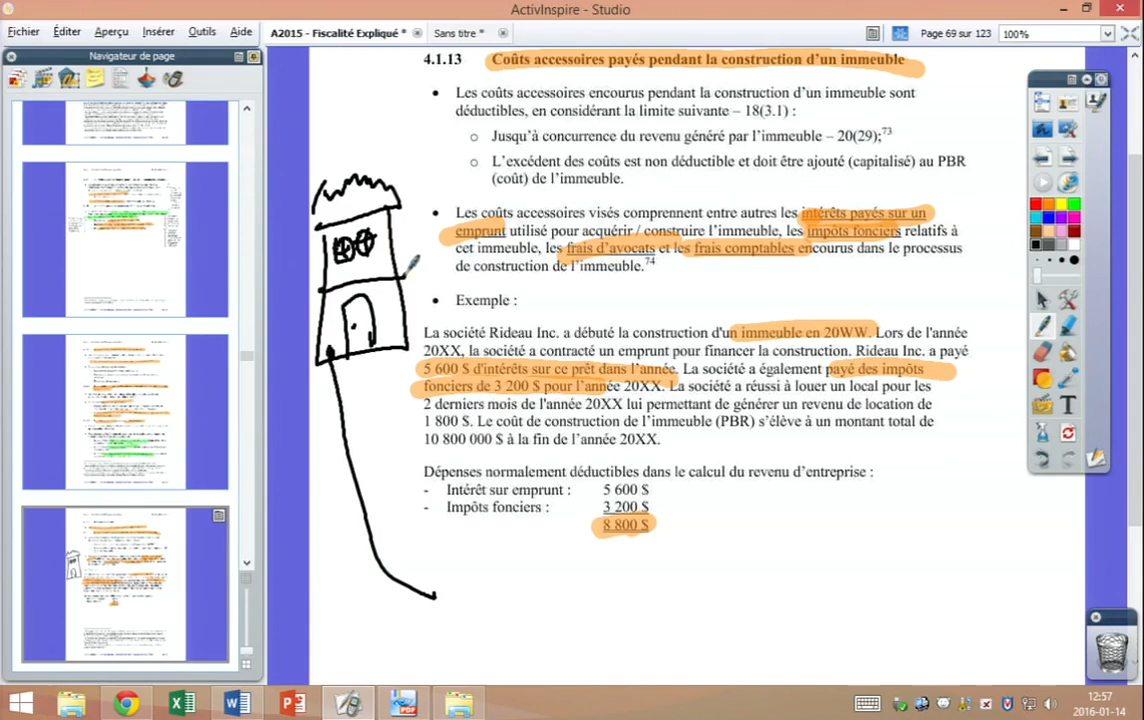 ActivInspire - Studio
Fichier Éditer Aperçu Insérer Outils Aide
A2015 - Fiscalité Expliqué *
Sans titre *
Page 69 sur 123
100%
Navigateur de page
4.1.13 Coûts accessoires payés pendant la construction d'un immeuble
• Les coûts accessoires encourus pendant la construction d'un immeuble sont
déductibles, en considérant la limite suivante – 18(3.1) :
o Jusqu'à concurrence du revenu généré par l'immeuble – 20(29);73
o L'excédent des coûts est non déductible et doit être ajouté (capitalisé) au PBR
(coût) de l'immeuble.
• Les coûts accessoires visés comprennent entre autres les intérêts payés sur un
emprunt utilisé pour acquérir / construire l'immeuble, les impôts fonciers relatifs à
cet immeuble, les frais d'avocats et les frais comptables encourus dans le processus
de construction de l'immeuble.74
• Exemple :
La société Rideau Inc. a débuté la construction d'un immeuble en 20WW. Lors de l'année
20XX, la société a contracté un emprunt pour financer la construction. Rideau Inc. a payé
5 600 $ d'intérêts sur ce prêt dans l'année. La société a également payé des impôts
fonciers de 3 200 $ pour l'année 20XX. La société a réussi à louer un local pour les
2 derniers mois de l'année 20XX lui permettant de générer un revenu de location de
1 800 $. Le coût de construction de l'immeuble (PBR) s'élève à un montant total de
10 800 000 $ à la fin de l'année 20XX.
Dépenses normalement déductibles dans le calcul du revenu d'entreprise :
- Intérêt sur emprunt : 5 600 $
- Impôts fonciers : 3 200 $
8 800 $
12:57
2016-01-14